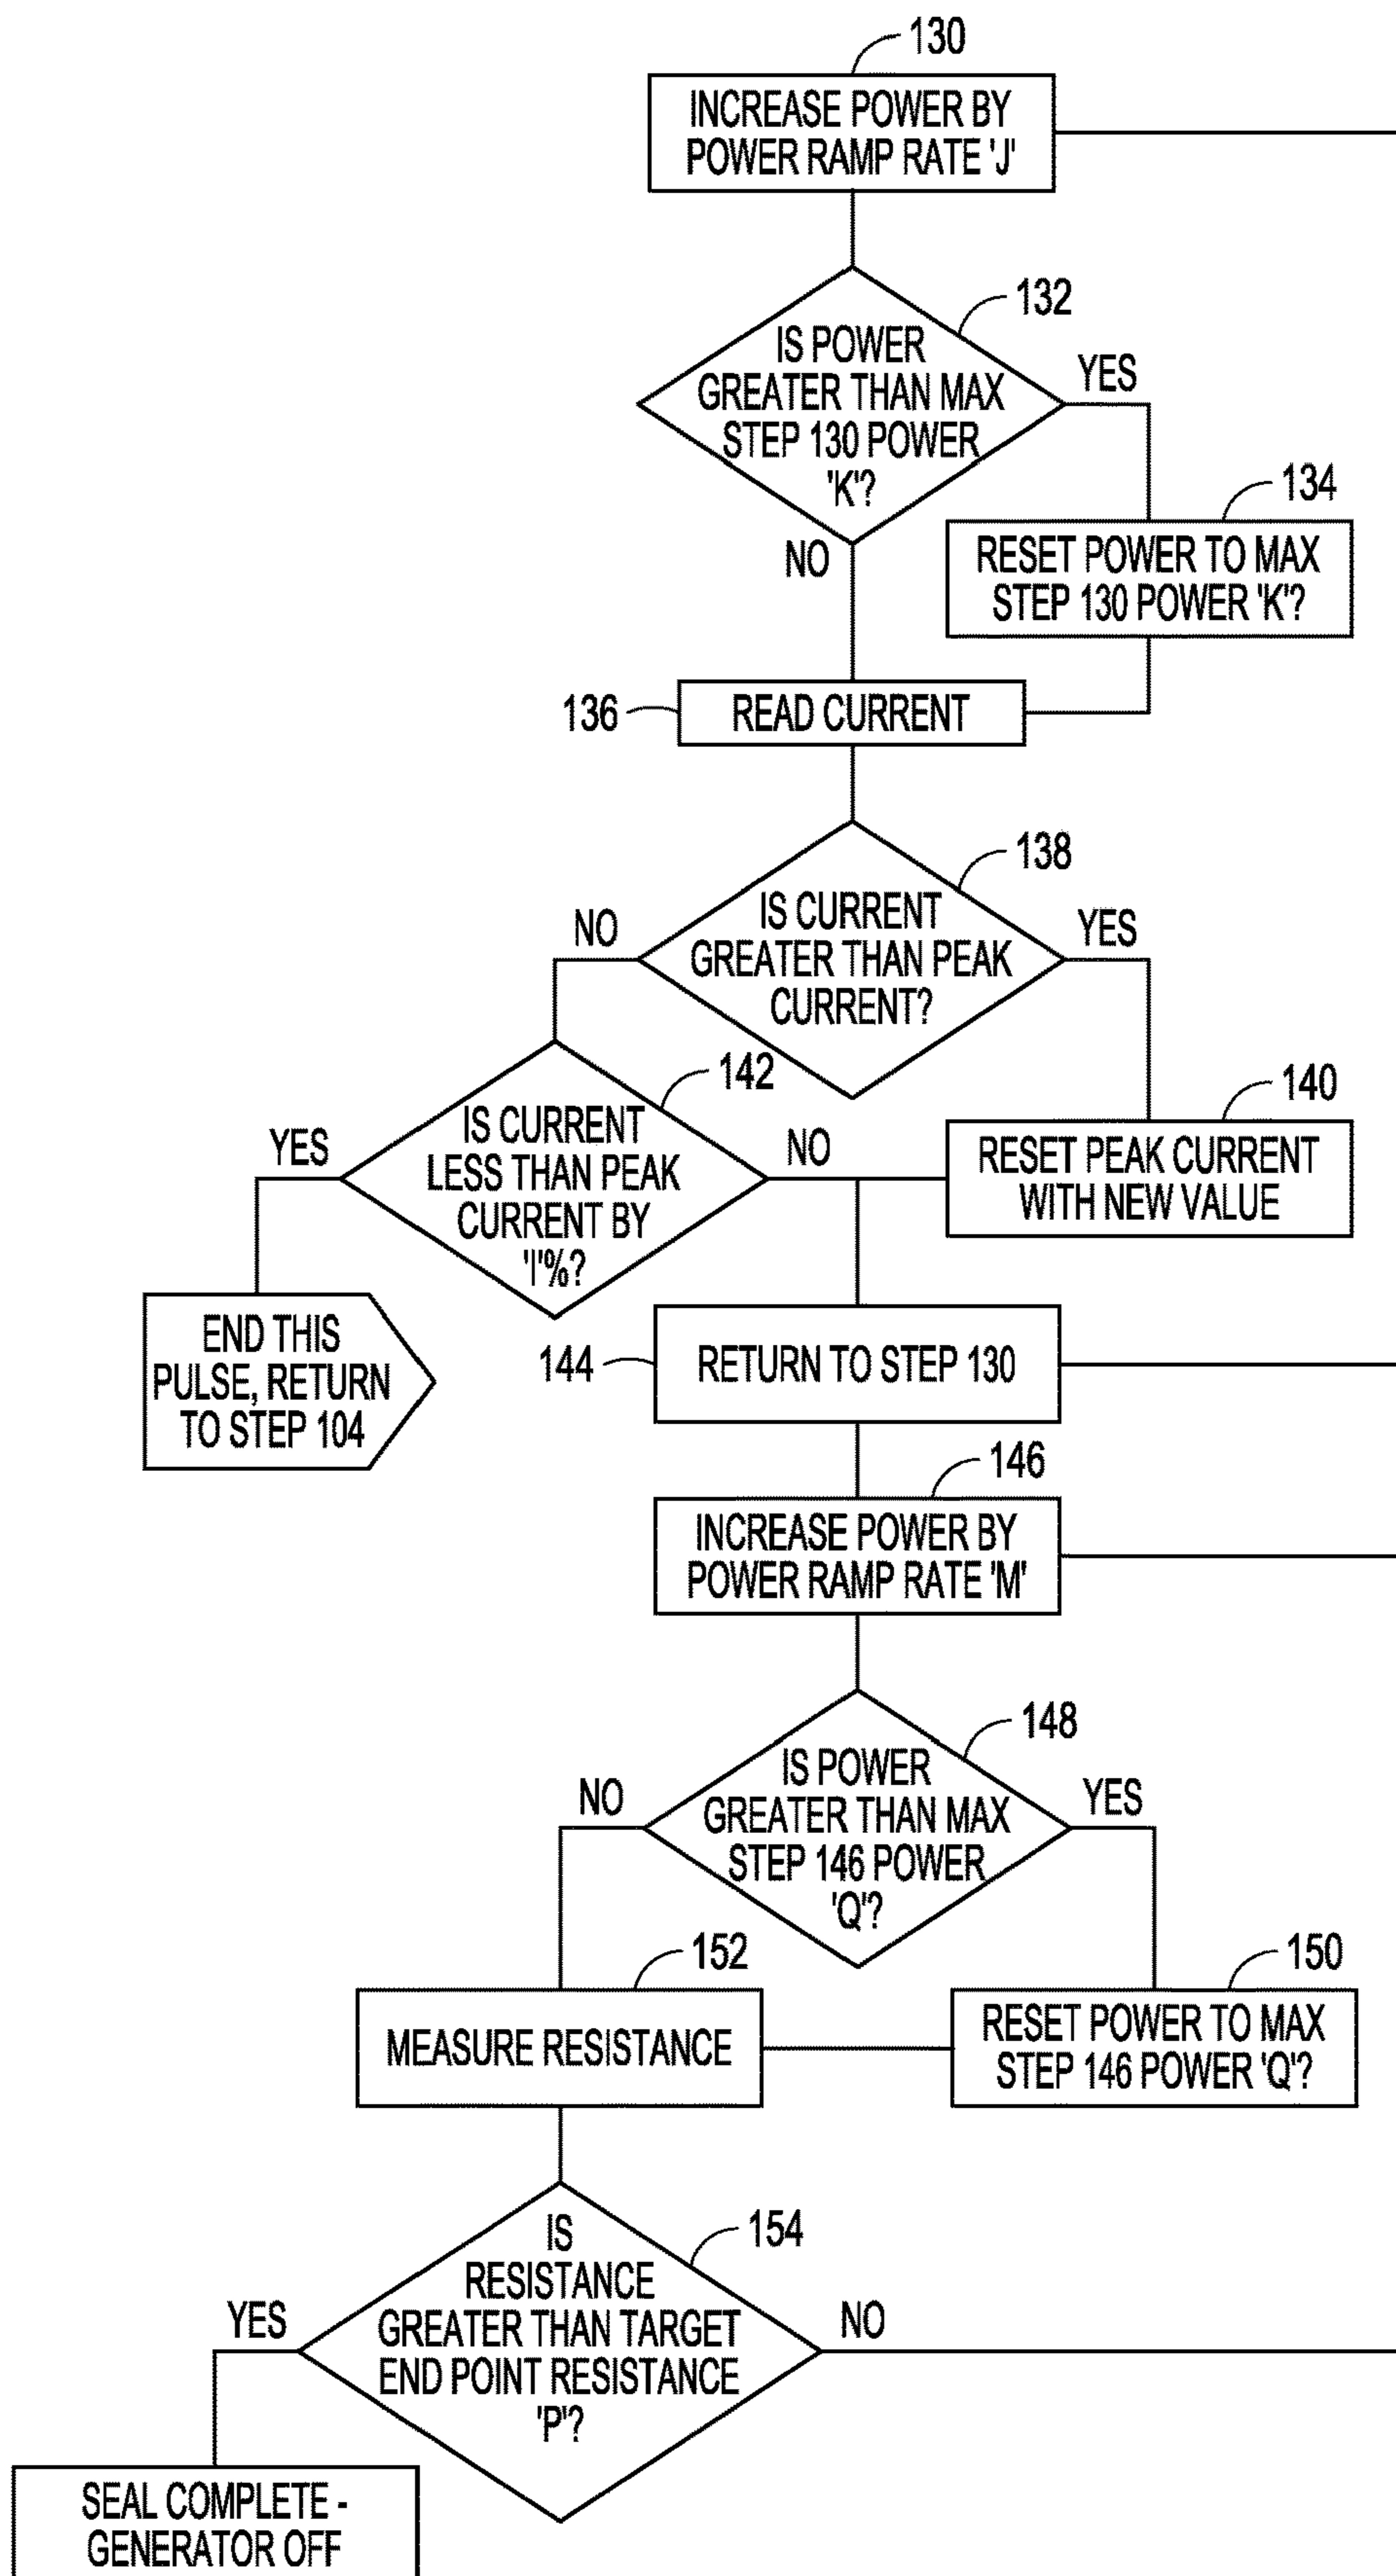 130
INCREASE POWER BY
POWER RAMP RATE 'J'
132
IS POWER
GREATER THAN MAX
STEP 130 POWER
'K'?
YES
NO
134
RESET POWER TO MAX
STEP 130 POWER 'K'?
136
READ CURRENT
138
IS CURRENT
GREATER THAN PEAK
CURRENT?
NO
YES
142
IS CURRENT
LESS THAN PEAK
CURRENT BY
'I'%?
YES
NO
140
RESET PEAK CURRENT
WITH NEW VALUE
END THIS
PULSE, RETURN
TO STEP 104
144
RETURN TO STEP 130
146
INCREASE POWER BY
POWER RAMP RATE 'M'
148
IS POWER
GREATER THAN MAX
STEP 146 POWER
'Q'?
NO
YES
152
MEASURE RESISTANCE
150
RESET POWER TO MAX
STEP 146 POWER 'Q'?
154
IS
RESISTANCE
GREATER THAN TARGET
END POINT RESISTANCE
'P'?
YES
NO
SEAL COMPLETE -
GENERATOR OFF